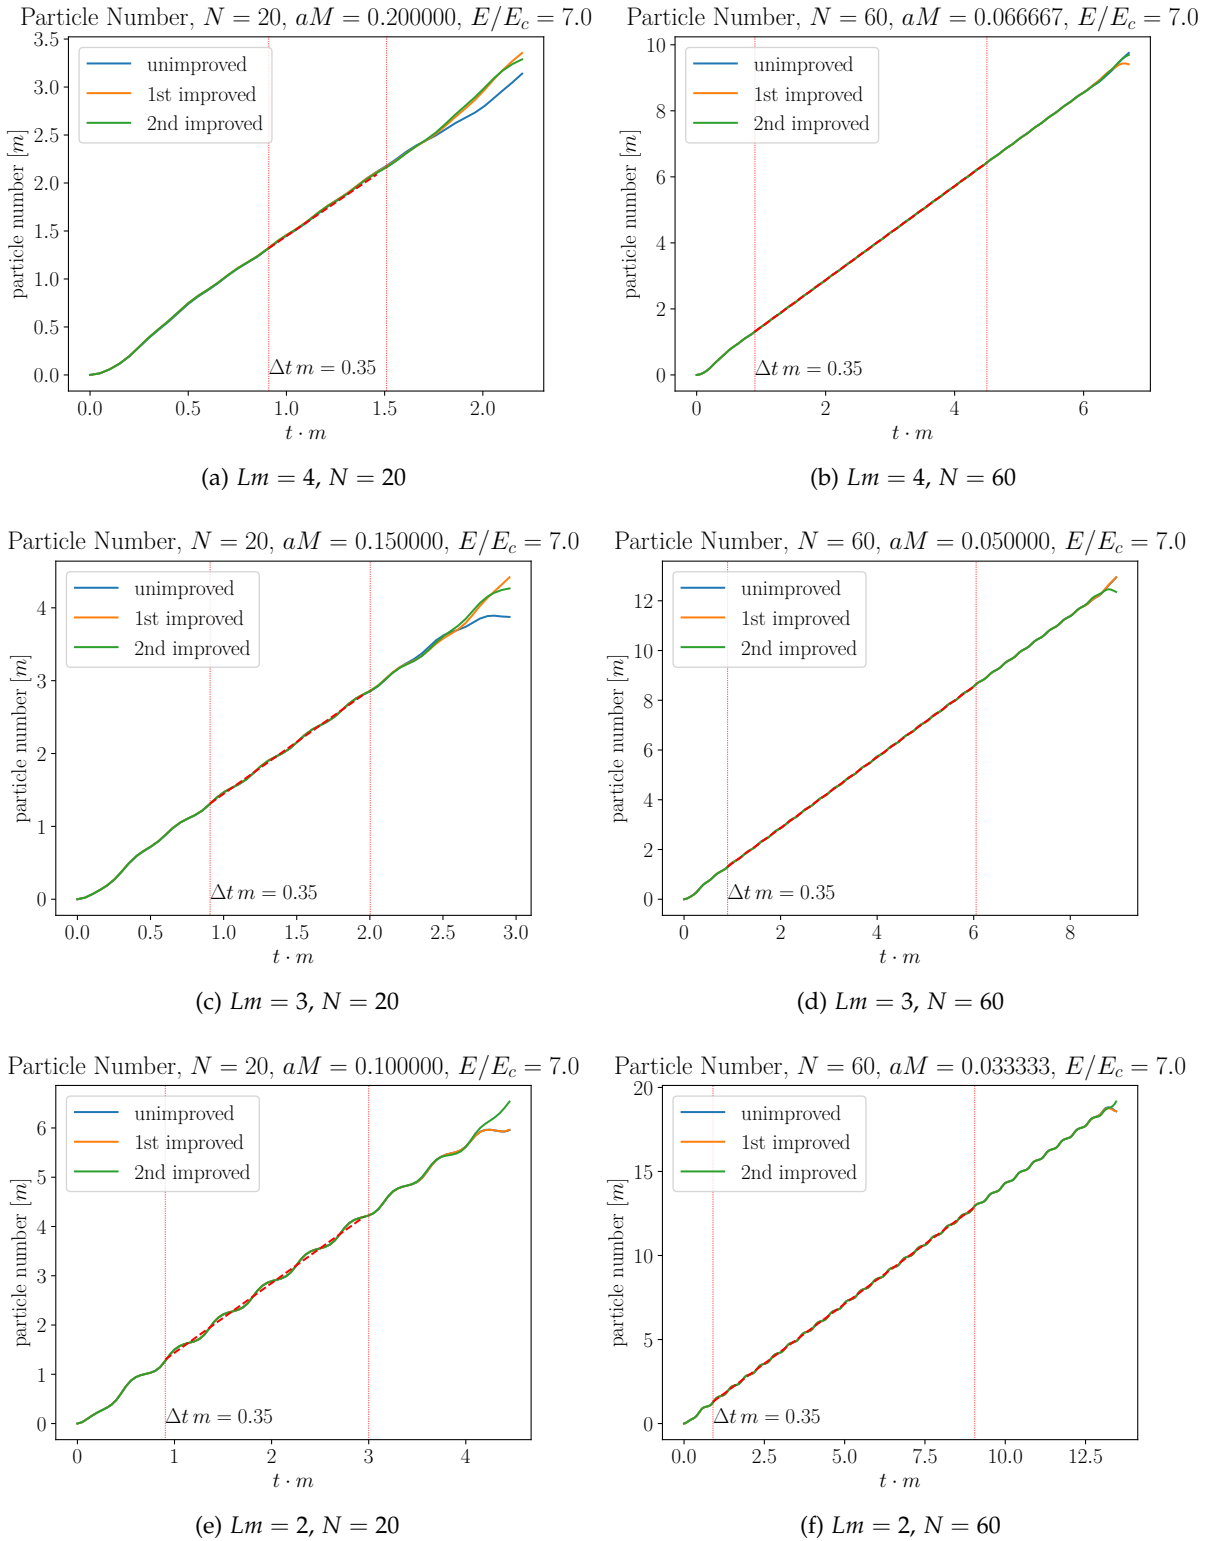 Particle Number, N = 20, aM = 0.200000, E/E_c = 7.0
unimproved
1st improved
2nd improved
particle number [m]
3.5
3.0
2.5
2.0
1.5
1.0
0.5
0.0
Δt m = 0.35
0.0 0.5 1.0 1.5 2.0
t · m
(a) Lm = 4, N = 20
Particle Number, N = 60, aM = 0.066667, E/E_c = 7.0
unimproved
1st improved
2nd improved
particle number [m]
10
8
6
4
2
0
Δt m = 0.35
0 2 4 6
t · m
(b) Lm = 4, N = 60
Particle Number, N = 20, aM = 0.150000, E/E_c = 7.0
unimproved
1st improved
2nd improved
particle number [m]
4
3
2
1
0
Δt m = 0.35
0.0 0.5 1.0 1.5 2.0 2.5 3.0
t · m
(c) Lm = 3, N = 20
Particle Number, N = 60, aM = 0.050000, E/E_c = 7.0
unimproved
1st improved
2nd improved
particle number [m]
12
10
8
6
4
2
0
Δt m = 0.35
0 2 4 6 8
t · m
(d) Lm = 3, N = 60
Particle Number, N = 20, aM = 0.100000, E/E_c = 7.0
unimproved
1st improved
2nd improved
particle number [m]
6
5
4
3
2
1
0
Δt m = 0.35
0 1 2 3 4
t · m
(e) Lm = 2, N = 20
Particle Number, N = 60, aM = 0.033333, E/E_c = 7.0
unimproved
1st improved
2nd improved
particle number [m]
20
15
10
5
0
Δt m = 0.35
0.0 2.5 5.0 7.5 10.0 12.5
t · m
(f) Lm = 2, N = 60